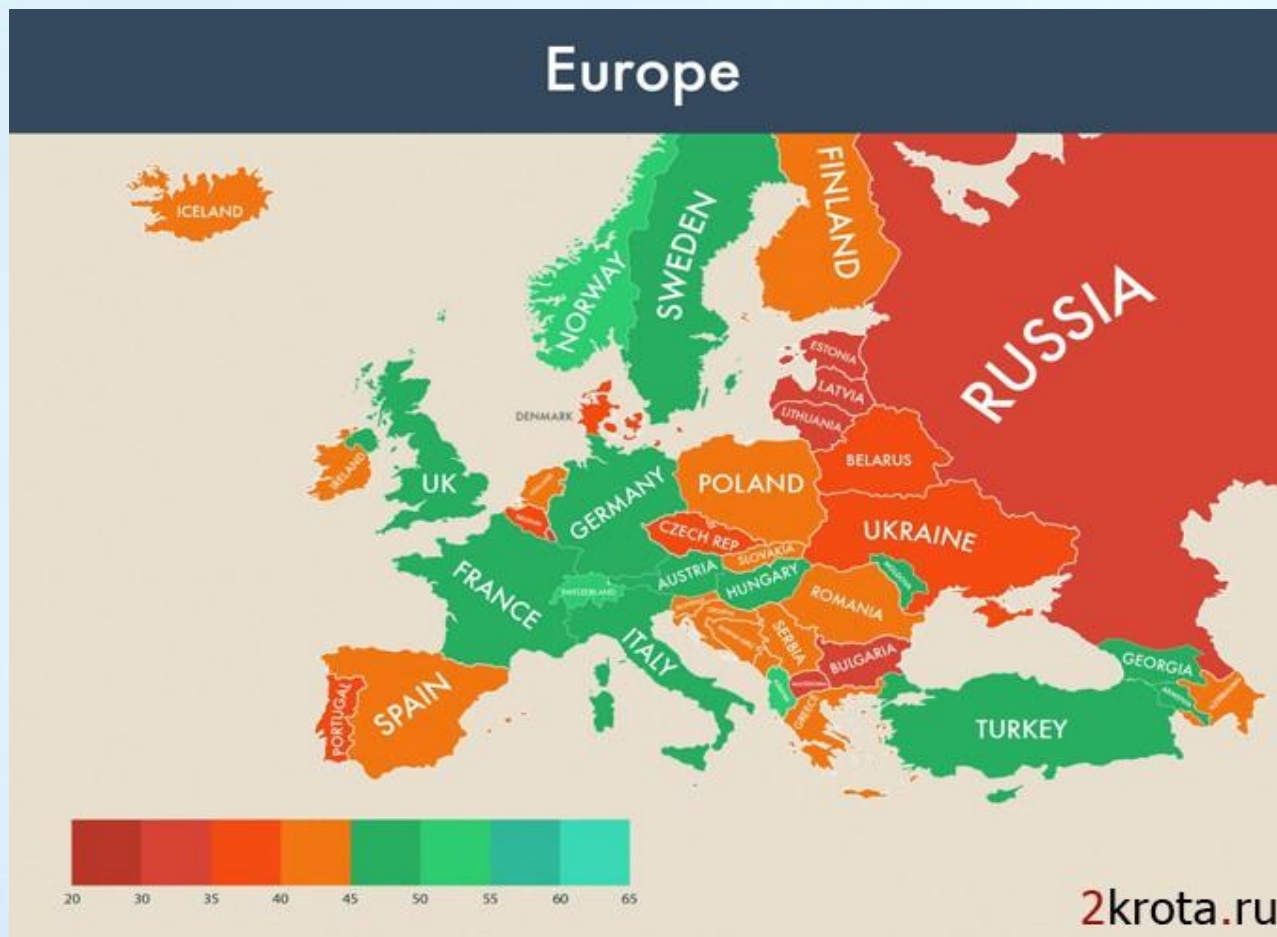 Europe
ICELAND
FINLAND
NORWAY
SWEDEN
RUSSIA
ESTONIA
LATVIA
LITHUANIA
DENMARK
BELARUS
IRELAND
UK
POLAND
GERMANY
CZECH REP
UKRAINE
SLOVAKIA
FRANCE
AUSTRIA
HUNGARY
SWITZERLAND
ROMANIA
ITALY
SERBIA
BULGARIA
GEORGIA
PORTUGAL
SPAIN
GREECE
TURKEY
20 30 35 40 45 50 55 60 65
2krota.ru